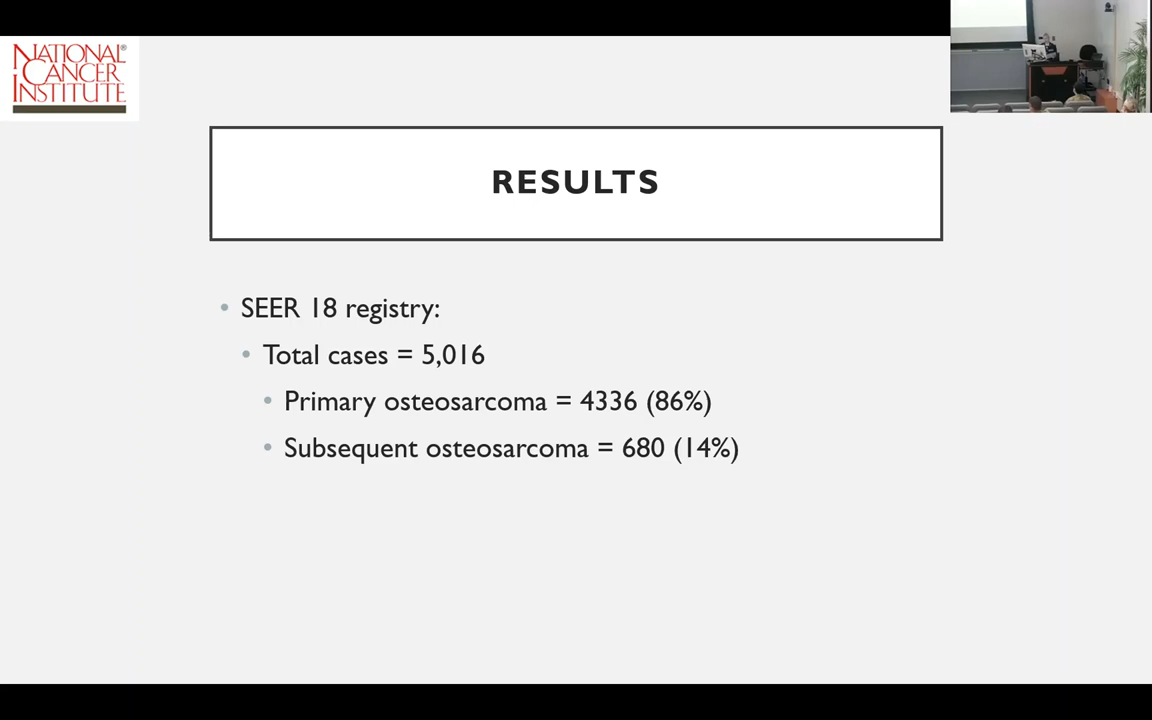 NATIONAL®
CANCER
INSTITUTE
RESULTS
• SEER 18 registry:
• Total cases = 5,016
• Primary osteosarcoma = 4336 (86%)
• Subsequent osteosarcoma = 680 (14%)